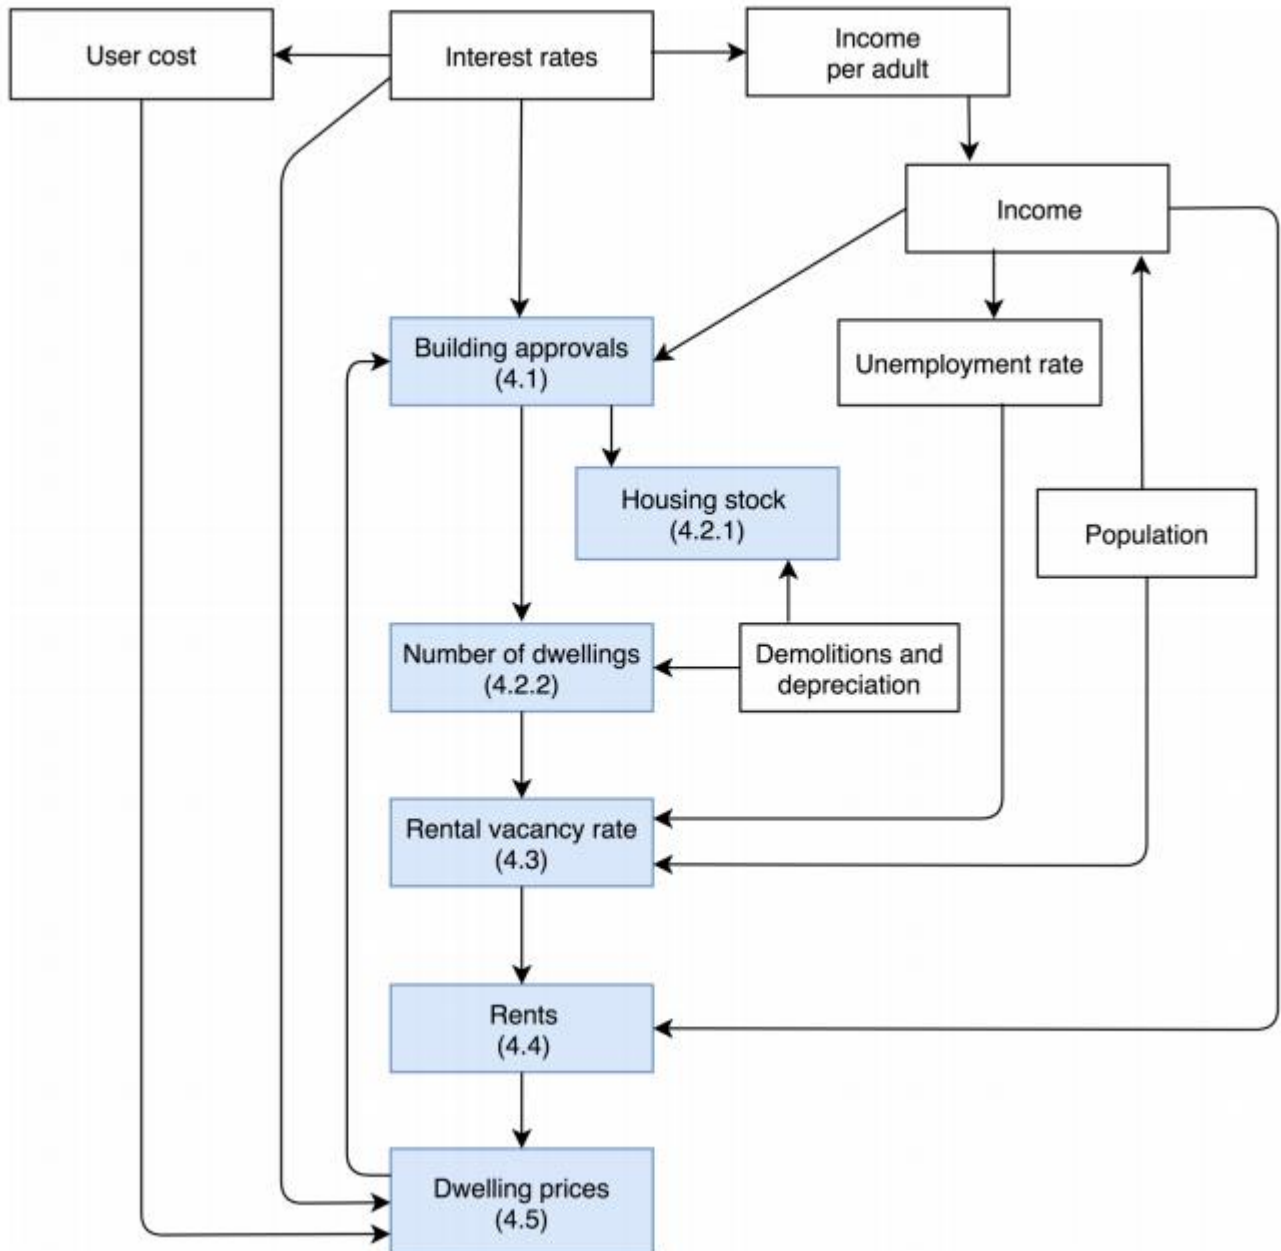 User cost
Interest rates
Income
per adult
Income
Building approvals
(4.1)
Unemployment rate
Housing stock
(4.2.1)
Population
Number of dwellings
(4.2.2)
Demolitions and
depreciation
Rental vacancy rate
(4.3)
Rents
(4.4)
Dwelling prices
(4.5)